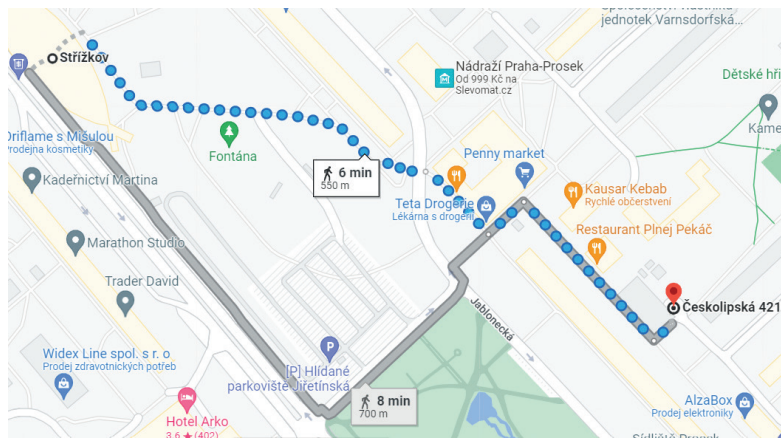 jednotek Varnsdorfská...
Střížkov
Nádraží Praha-Prosek
Od 999 Kč na
Slevomat.cz
Dětské hři
Oriflame s Mišulou
Prodejna kosmetiky
Fontána
Penny market
Kadeřnictví Martina
6 min
550 m
Kausar Kebab
Rychlé občerstvení
Teta Drogerie
Lékárna s drogerií
Restaurant Plnej Pekáč
Marathon Studio
Trader David
Českolipská 421
Jablonecká
Widex Line spol. s r. o
Prodej zdravotnických potřeb
P
[P] Hlídané
parkoviště Jiřetínská
8 min
700 m
AlzaBox
Prodej elektroniky
Hotel Arko
3,6 ★ (402)